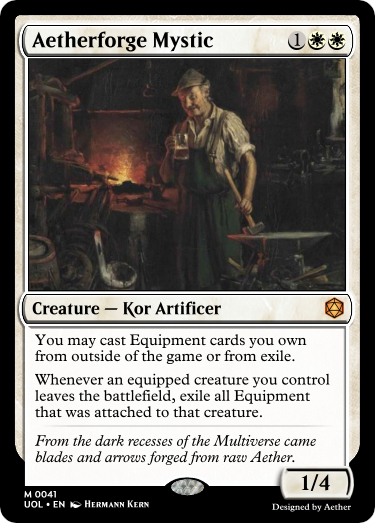 Aetherforge Mystic 1
Creature — Kor Artificer
You may cast Equipment cards you own
from outside of the game or from exile.
Whenever an equipped creature you control
leaves the battlefield, exile all Equipment
that was attached to that creature.
From the dark recesses of the Multiverse came
blades and arrows forged from raw Aether.
1/4
M 0041
UOL • EN Hermann Kern
Designed by Aether